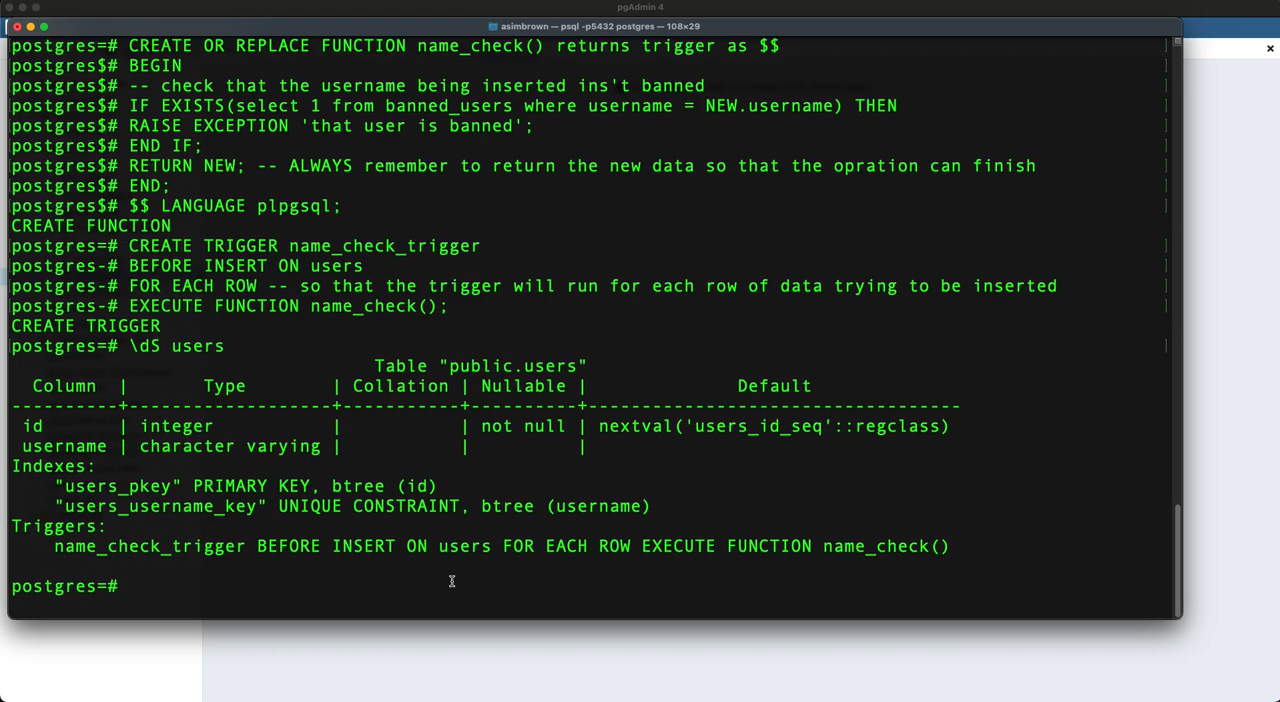 pgAdmin 4
asimbrown — psql -p5432 postgres — 108×29
postgres=# CREATE OR REPLACE FUNCTION name_check() returns trigger as $$
postgres$# BEGIN
postgres$# -- check that the username being inserted ins't banned
postgres$# IF EXISTS(select 1 from banned_users where username = NEW.username) THEN
postgres$# RAISE EXCEPTION 'that user is banned';
postgres$# END IF;
postgres$# RETURN NEW; -- ALWAYS remember to return the new data so that the opration can finish
postgres$# END;
postgres$# $$ LANGUAGE plpgsql;
CREATE FUNCTION
postgres=# CREATE TRIGGER name_check_trigger
postgres-# BEFORE INSERT ON users
postgres-# FOR EACH ROW -- so that the trigger will run for each row of data trying to be inserted
postgres-# EXECUTE FUNCTION name_check();
CREATE TRIGGER
postgres=# \dS users
Table "public.users"
Column | Type | Collation | Nullable | Default
----------+-------------------+-----------+----------+-----------------------------------
id | integer | | not null | nextval('users_id_seq'::regclass)
username | character varying | | |
Indexes:
"users_pkey" PRIMARY KEY, btree (id)
"users_username_key" UNIQUE CONSTRAINT, btree (username)
Triggers:
name_check_trigger BEFORE INSERT ON users FOR EACH ROW EXECUTE FUNCTION name_check()
postgres=#